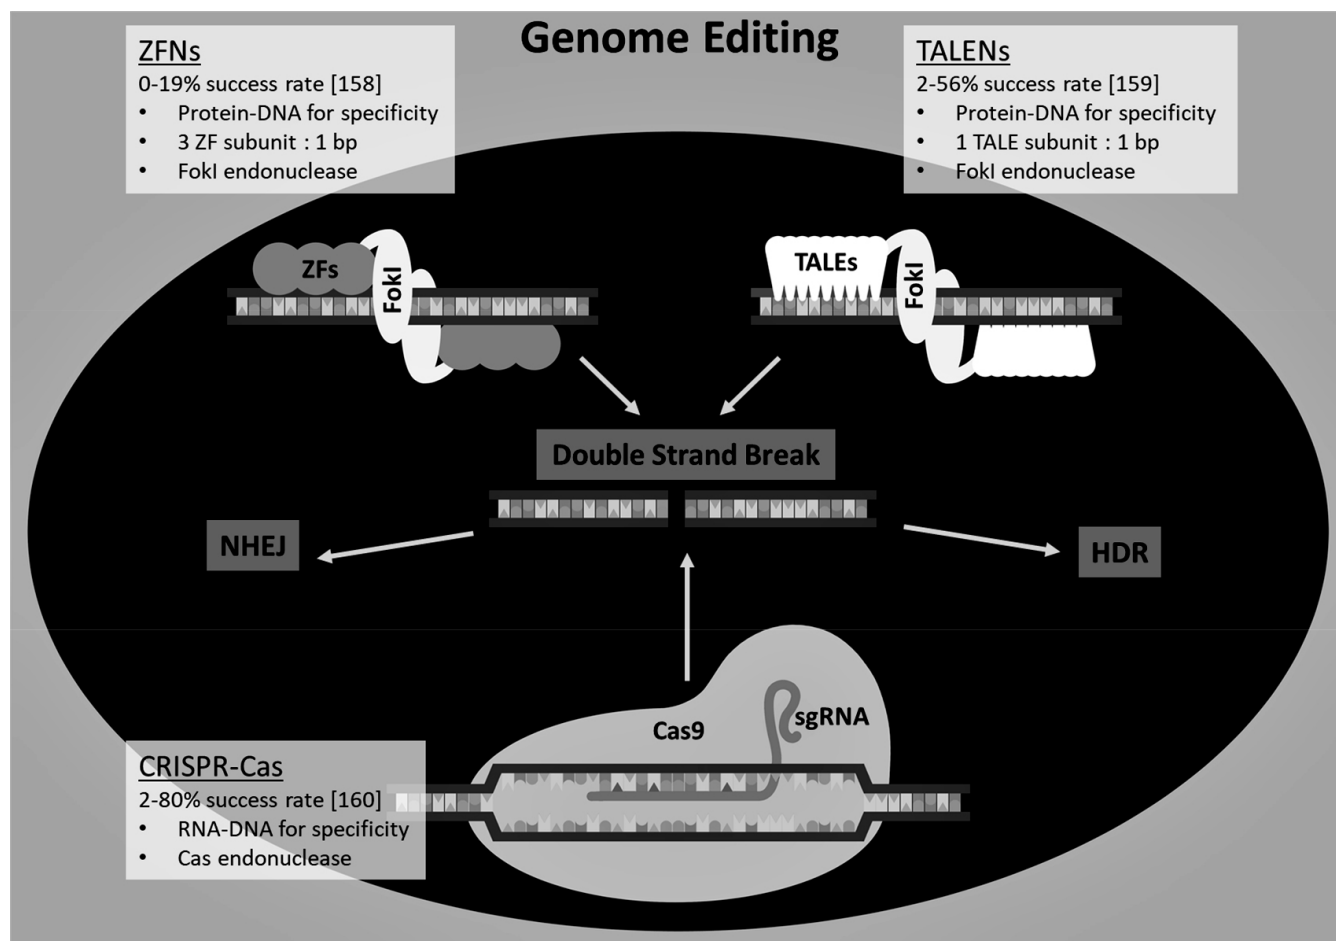 Genome Editing
ZFNs
0-19% success rate [158]
• Protein-DNA for specificity
• 3 ZF subunit : 1 bp
• FokI endonuclease
TALENs
2-56% success rate [159]
• Protein-DNA for specificity
• 1 TALE subunit : 1 bp
• FokI endonuclease
ZFs
FokI
TALEs
FokI
Double Strand Break
NHEJ
HDR
Cas9
sgRNA
CRISPR-Cas
2-80% success rate [160]
• RNA-DNA for specificity
• Cas endonuclease